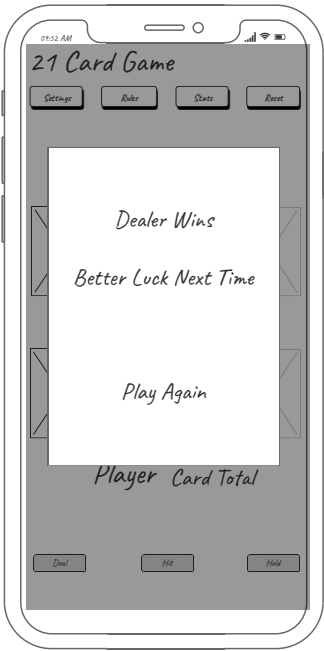 09:52 AM
21 Card Game
Settings Rules Stats Reset
Dealer Wins
Better Luck Next Time
Play Again
Player Card Total
Deal Hit Hold